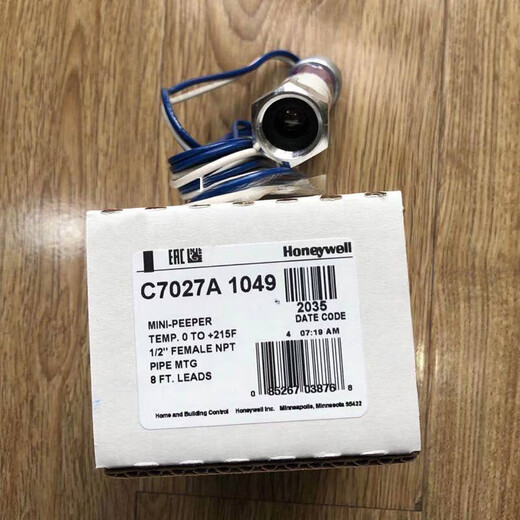 EAC
Honeywell
C7027A 1049
2035
DATE CODE
4 07:19 AM
MINI-PEEPER
TEMP. 0 TO +215F
1/2" FEMALE NPT
PIPE MTG
8 FT. LEADS
0 85267 03876 8
Home and Building Control Honeywell Inc. Minneapolis, Minnesota 55422